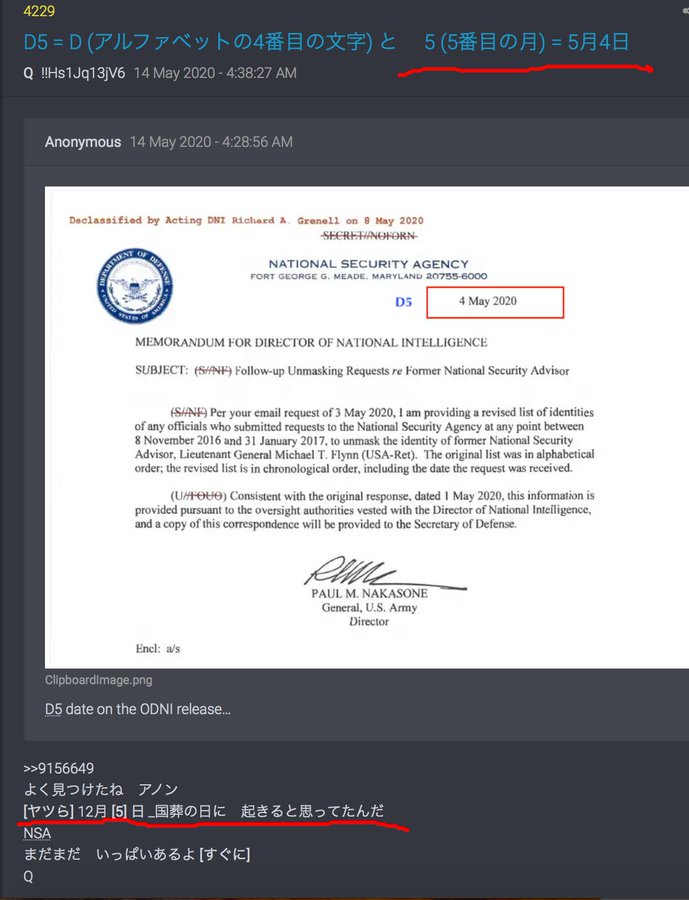 4229
D5 = D (アルファベットの4番目の文字) と　5 (5番目の月) = 5月4日
Q !!Hs1Jq13jV6 14 May 2020 - 4:38:27 AM
Anonymous 14 May 2020 - 4:28:56 AM
Declassified by Acting DNI Richard A. Grenell on 8 May 2020
SECRET//NOFORN
DEPARTMENT OF DEFENSE
UNITED STATES OF AMERICA
NATIONAL SECURITY AGENCY
FORT GEORGE G. MEADE, MARYLAND 20755-6000
D5 4 May 2020
MEMORANDUM FOR DIRECTOR OF NATIONAL INTELLIGENCE
SUBJECT: (S//NF) Follow-up Unmasking Requests re Former National Security Advisor
(S//NF) Per your email request of 3 May 2020, I am providing a revised list of identities
of any officials who submitted requests to the National Security Agency at any point between
8 November 2016 and 31 January 2017, to unmask the identity of former National Security
Advisor, Lieutenant General Michael T. Flynn (USA-Ret). The original list was in alphabetical
order; the revised list is in chronological order, including the date the request was received.
(U//FOUO) Consistent with the original response, dated 1 May 2020, this information is
provided pursuant to the oversight authorities vested with the Director of National Intelligence,
and a copy of this correspondence will be provided to the Secretary of Defense.
PAUL M. NAKASONE
General, U.S. Army
Director
Encl: a/s
ClipboardImage.png
D5 date on the ODNI release...
>>9156649
よく見つけたね　アノン
[ヤツら] 12月 [5] 日 _国葬の日に　起きると思ってたんだ
NSA
まだまだ　いっぱいあるよ [すぐに]
Q